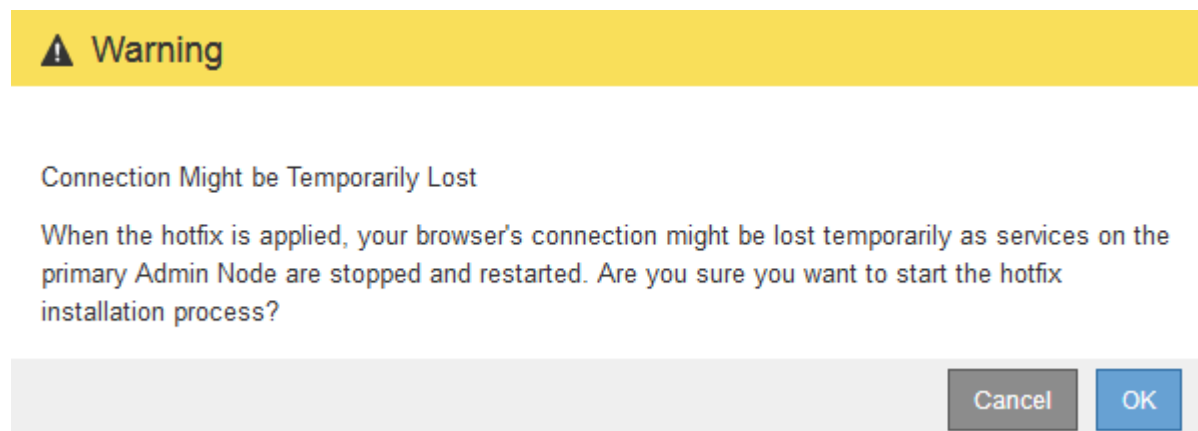 Warning
Connection Might be Temporarily Lost
When the hotfix is applied, your browser's connection might be lost temporarily as services on the
primary Admin Node are stopped and restarted. Are you sure you want to start the hotfix
installation process?
Cancel
OK